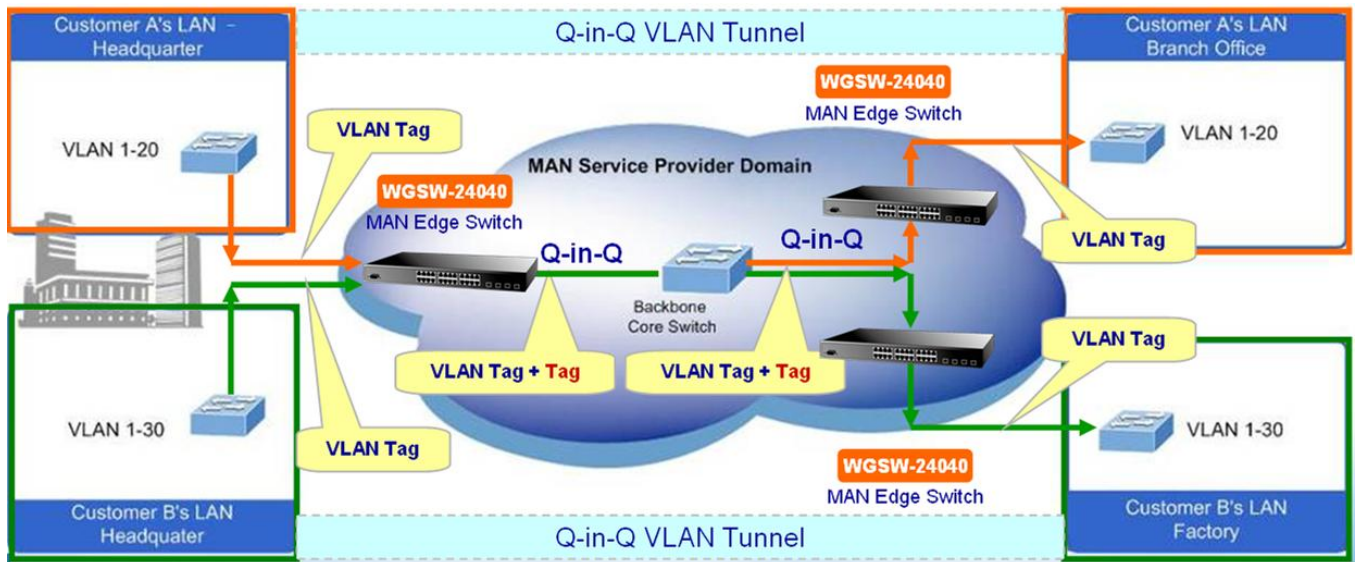 Customer A's LAN –
Headquarter
Q-in-Q VLAN Tunnel
Customer A's LAN
Branch Office
WGSW-24040
MAN Edge Switch
VLAN 1-20
VLAN Tag
VLAN 1-20
MAN Service Provider Domain
WGSW-24040
MAN Edge Switch
VLAN Tag
Q-in-Q
Q-in-Q
Backbone
Core Switch
VLAN Tag
VLAN Tag + Tag
VLAN Tag + Tag
VLAN 1-30
VLAN Tag
VLAN 1-30
WGSW-24040
MAN Edge Switch
Customer B's LAN
Headquater
Customer B's LAN
Factory
Q-in-Q VLAN Tunnel